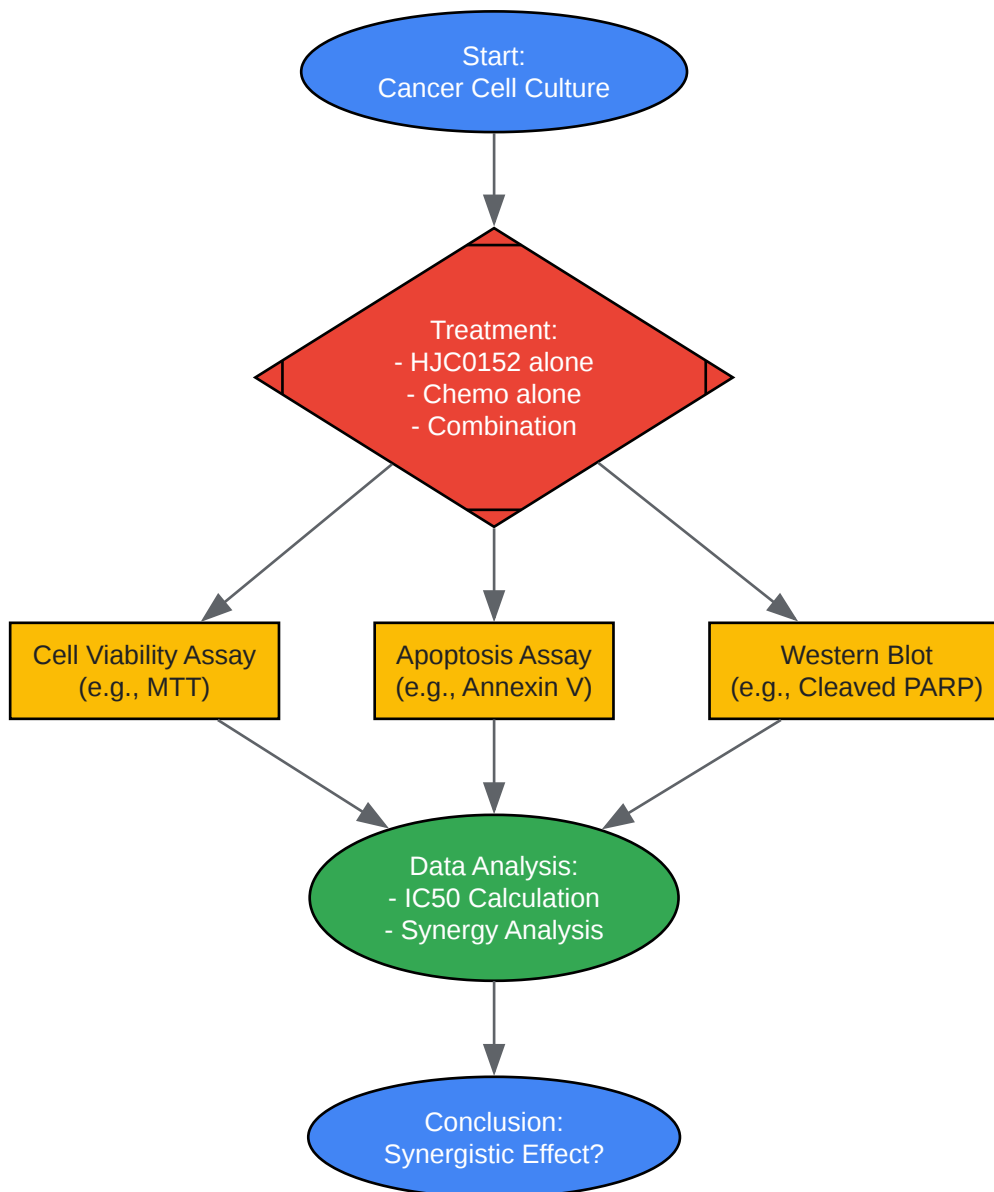 Start:
Cancer Cell Culture
Treatment:
- HJC0152 alone
- Chemo alone
- Combination
Cell Viability Assay
(e.g., MTT)
Apoptosis Assay
(e.g., Annexin V)
Western Blot
(e.g., Cleaved PARP)
Data Analysis:
- IC50 Calculation
- Synergy Analysis
Conclusion:
Synergistic Effect?